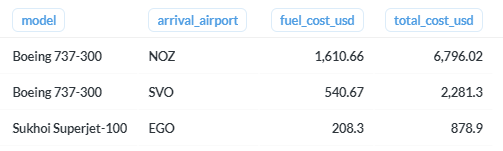 model arrival_airport fuel_cost_usd total_cost_usd
Boeing 737-300 NOZ 1,610.66 6,796.02
Boeing 737-300 SVO 540.67 2,281.3
Sukhoi Superjet-100 EGO 208.3 878.9